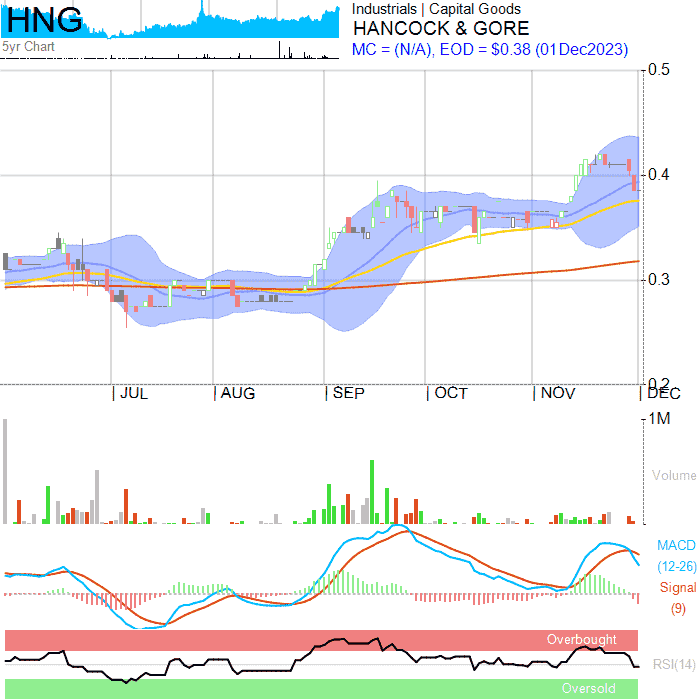 HNG
5yr Chart
Industrials | Capital Goods
HANCOCK & GORE
MC = (N/A), EOD = $0.38 (01Dec2023)
0.5
0.4
0.3
0.2
JUL
AUG
SEP
OCT
NOV
DEC
1M
Volume
MACD
(12-26)
Signal
(9)
Overbought
RSI(14)
Oversold